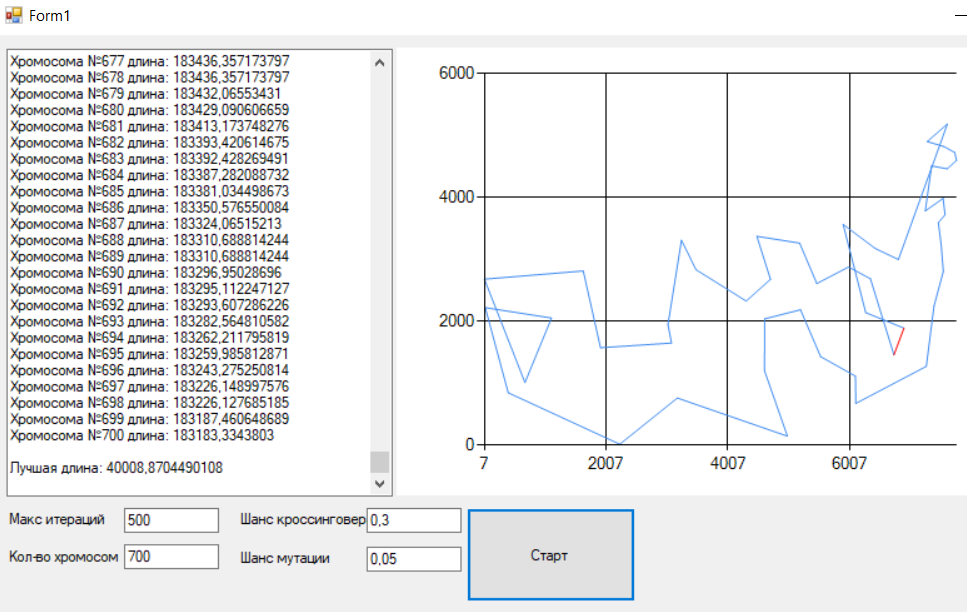 Form1
Хромосома №677 длина: 183436,357173797
Хромосома №678 длина: 183436,357173797
Хромосома №679 длина: 183432,06553431
Хромосома №680 длина: 183429,090606659
Хромосома №681 длина: 183413,173748276
Хромосома №682 длина: 183393,420614675
Хромосома №683 длина: 183392,428269491
Хромосома №684 длина: 183387,282088732
Хромосома №685 длина: 183381,034498673
Хромосома №686 длина: 183350,576550084
Хромосома №687 длина: 183324,06515213
Хромосома №688 длина: 183310,688814244
Хромосома №689 длина: 183310,688814244
Хромосома №690 длина: 183296,95028696
Хромосома №691 длина: 183295,112247127
Хромосома №692 длина: 183293,607286226
Хромосома №693 длина: 183282,564810582
Хромосома №694 длина: 183262,211795819
Хромосома №695 длина: 183259,985812871
Хромосома №696 длина: 183243,275250814
Хромосома №697 длина: 183226,148997576
Хромосома №698 длина: 183226,127685185
Хромосома №699 длина: 183187,460648689
Хромосома №700 длина: 183183,3343803
Лучшая длина: 40008,8704490108
6000
4000
2000
0
7 2007 4007 6007
Макс итераций 500 Шанс кроссинговер 0,3
Кол-во хромосом 700 Шанс мутации 0,05
Старт